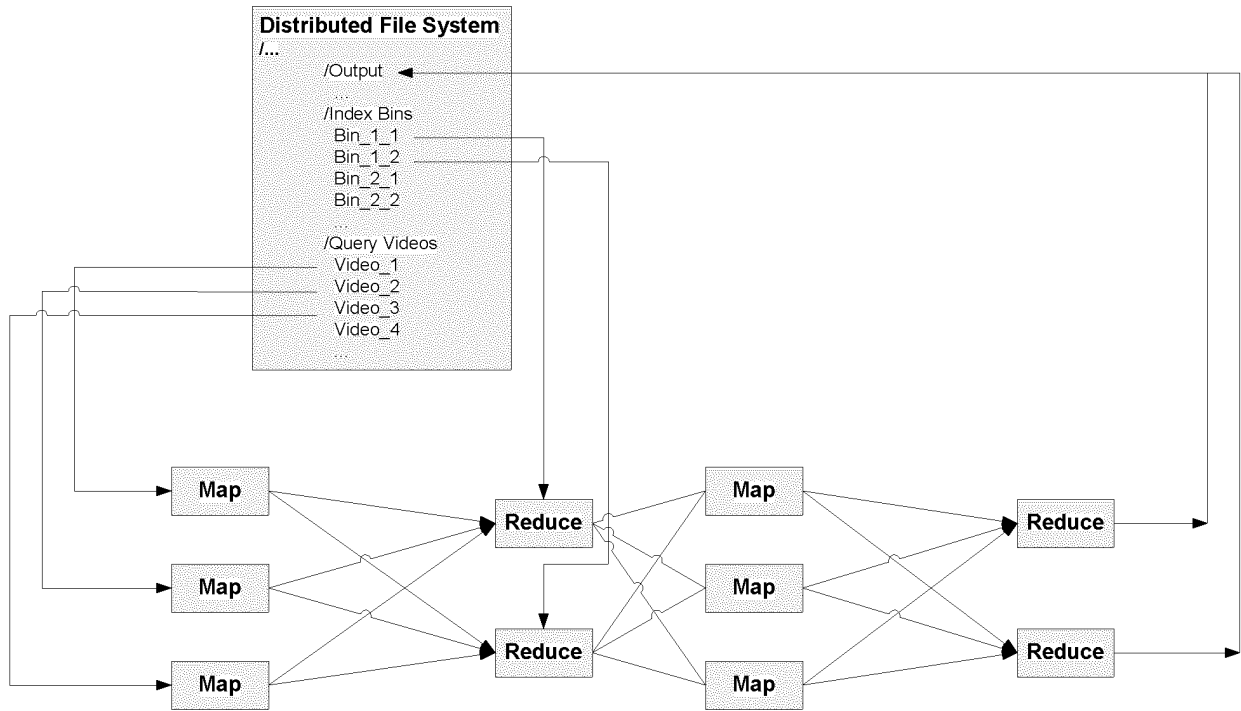 Distributed File System
/...
/Output
...
/Index Bins
Bin_1_1
Bin_1_2
Bin_2_1
Bin_2_2
...
/Query Videos
Video_1
Video_2
Video_3
Video_4
...
Map
Map
Reduce
Reduce
Map
Map
Reduce
Reduce
Map
Map